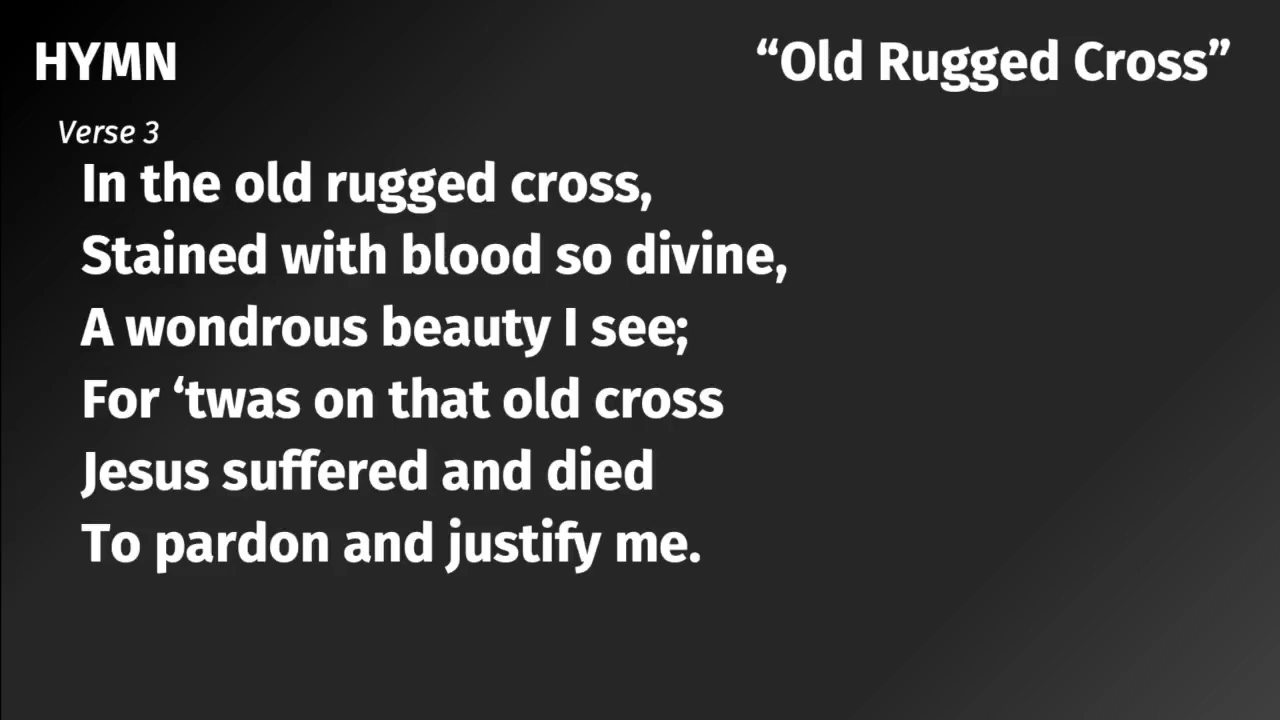 HYMN
“Old Rugged Cross”
Verse 3
In the old rugged cross,
Stained with blood so divine,
A wondrous beauty I see;
For ‘twas on that old cross
Jesus suffered and died
To pardon and justify me.